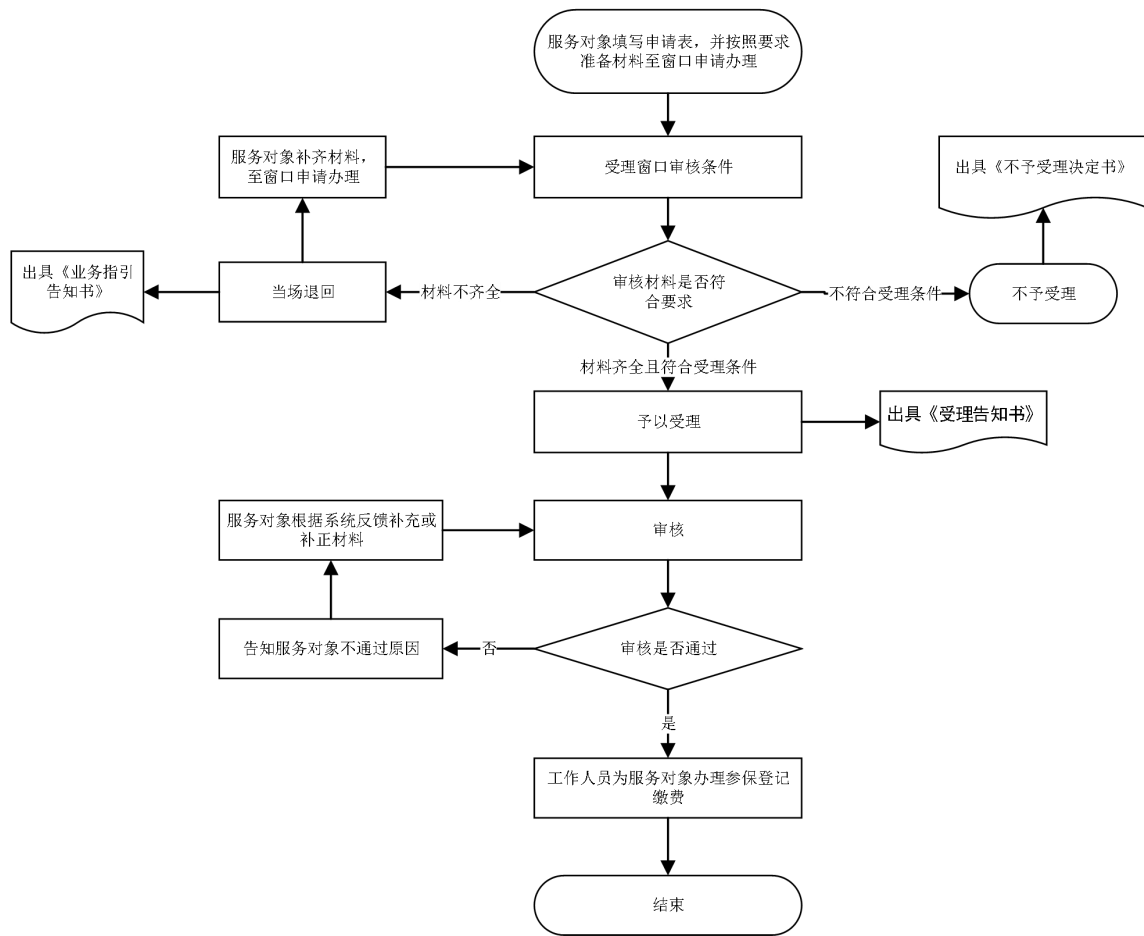 服务对象填写申请表，并按照要求
准备材料至窗口申请办理
服务对象补齐材料，
至窗口申请办理
受理窗口审核条件
出具《不予受理决定书》
出具《业务指引
告知书》
当场退回
材料不齐全
审核材料是否符
合要求
不符合受理条件
不予受理
材料齐全且符合受理条件
予以受理
出具《受理告知书》
服务对象根据系统反馈补充或
补正材料
审核
告知服务对象不通过原因
否
审核是否通过
是
工作人员为服务对象办理参保登记
缴费
结束